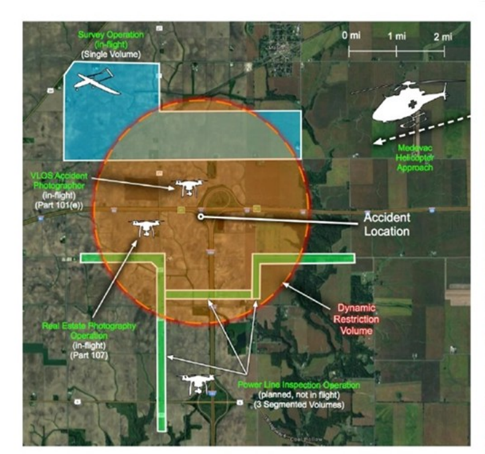 Survey Operation
(in-flight)
(Single Volume)
0 mi 1 mi 2 mi
Medevac
Helicopter
Approach
VLOS Accident
Photographer
(in-flight)
(Part 101(e))
Accident
Location
Real Estate Photography
Operation
(in-flight)
(Part 107)
Dynamic
Restriction
Volume
Power Line Inspection Operation
(planned, not in flight)
(3 Segmented Volumes)